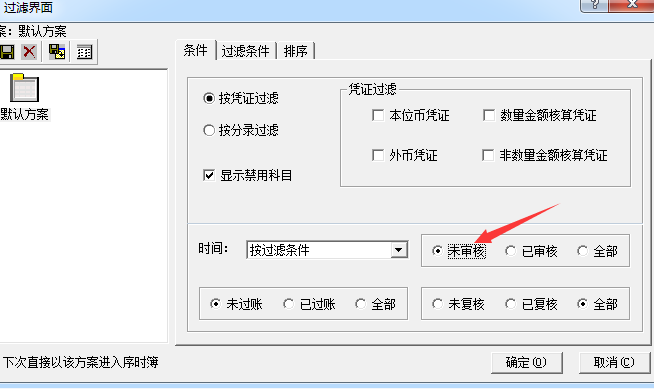 过滤界面
案: 默认方案
默认方案
条件 过滤条件 排序
按凭证过滤
按分录过滤
显示禁用科目
凭证过滤
本位币凭证 数量金额核算凭证
外币凭证 非数量金额核算凭证
时间: 按过滤条件
未审核 已审核 全部
未过账 已过账 全部
未复核 已复核 全部
下次直接以该方案进入序时簿
确定(O) 取消(C)